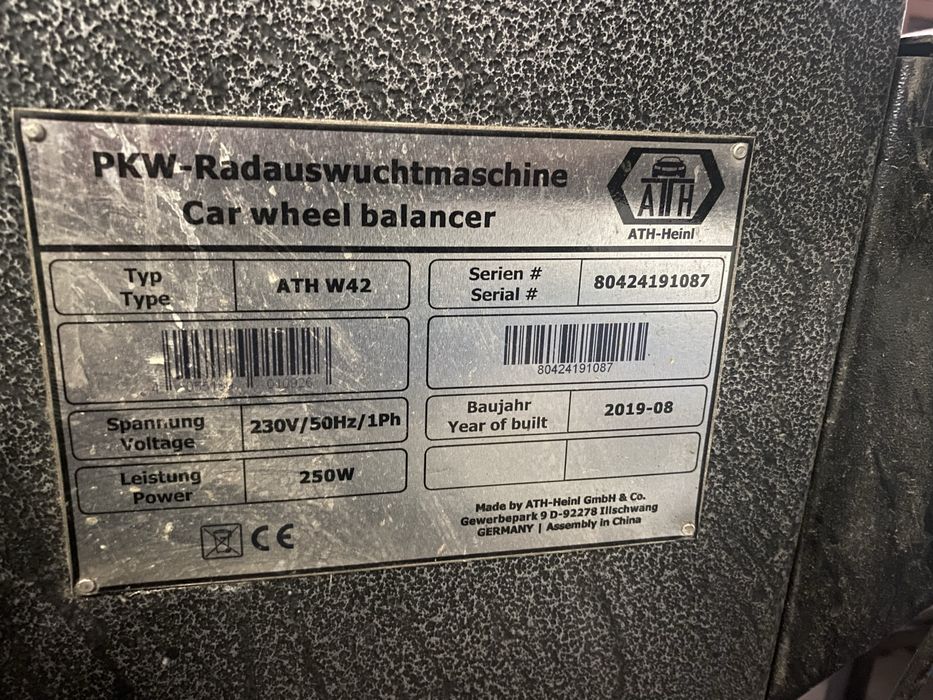 PKW-Radauswuchtmaschine
Car wheel balancer
ATH
ATH-Heinl
Typ
Type
ATH W42
Serien #
Serial #
80424191087
010926
80424191087
Spannung
Voltage
230V/50Hz/1Ph
Baujahr
Year of built
2019-08
Leistung
Power
250W
CE
Made by ATH-Heinl GmbH & Co.
Gewerbepark 9 D-92278 Illschwang
GERMANY | Assembly in China